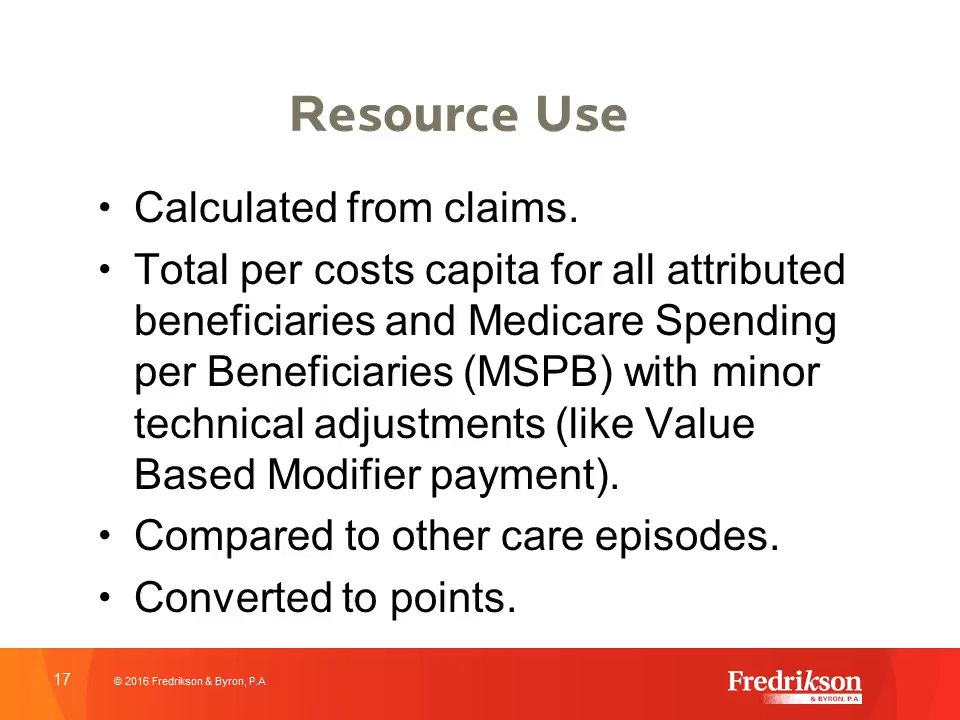 Resource Use
• Calculated from claims.
• Total per costs capita for all attributed
beneficiaries and Medicare Spending
per Beneficiaries (MSPB) with minor
technical adjustments (like Value
Based Modifier payment).
• Compared to other care episodes.
• Converted to points.
17
© 2016 Fredrikson & Byron, P.A.
Fredrikson
& BYRON, P.A.